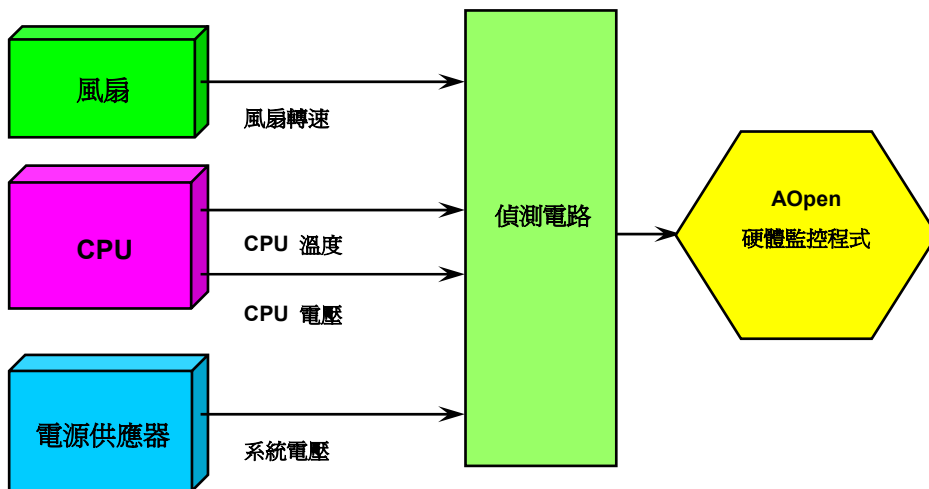 風扇
風扇轉速
CPU
CPU 溫度
CPU 電壓
電源供應器
系統電壓
偵測電路
AOpen
硬體監控程式